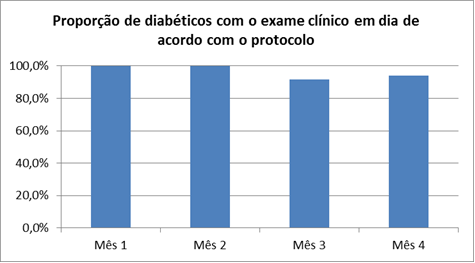 Proporção de diabéticos com o exame clínico em dia de
acordo com o protocolo
100,0%
80,0%
60,0%
40,0%
20,0%
0,0%
Mês 1 Mês 2 Mês 3 Mês 4